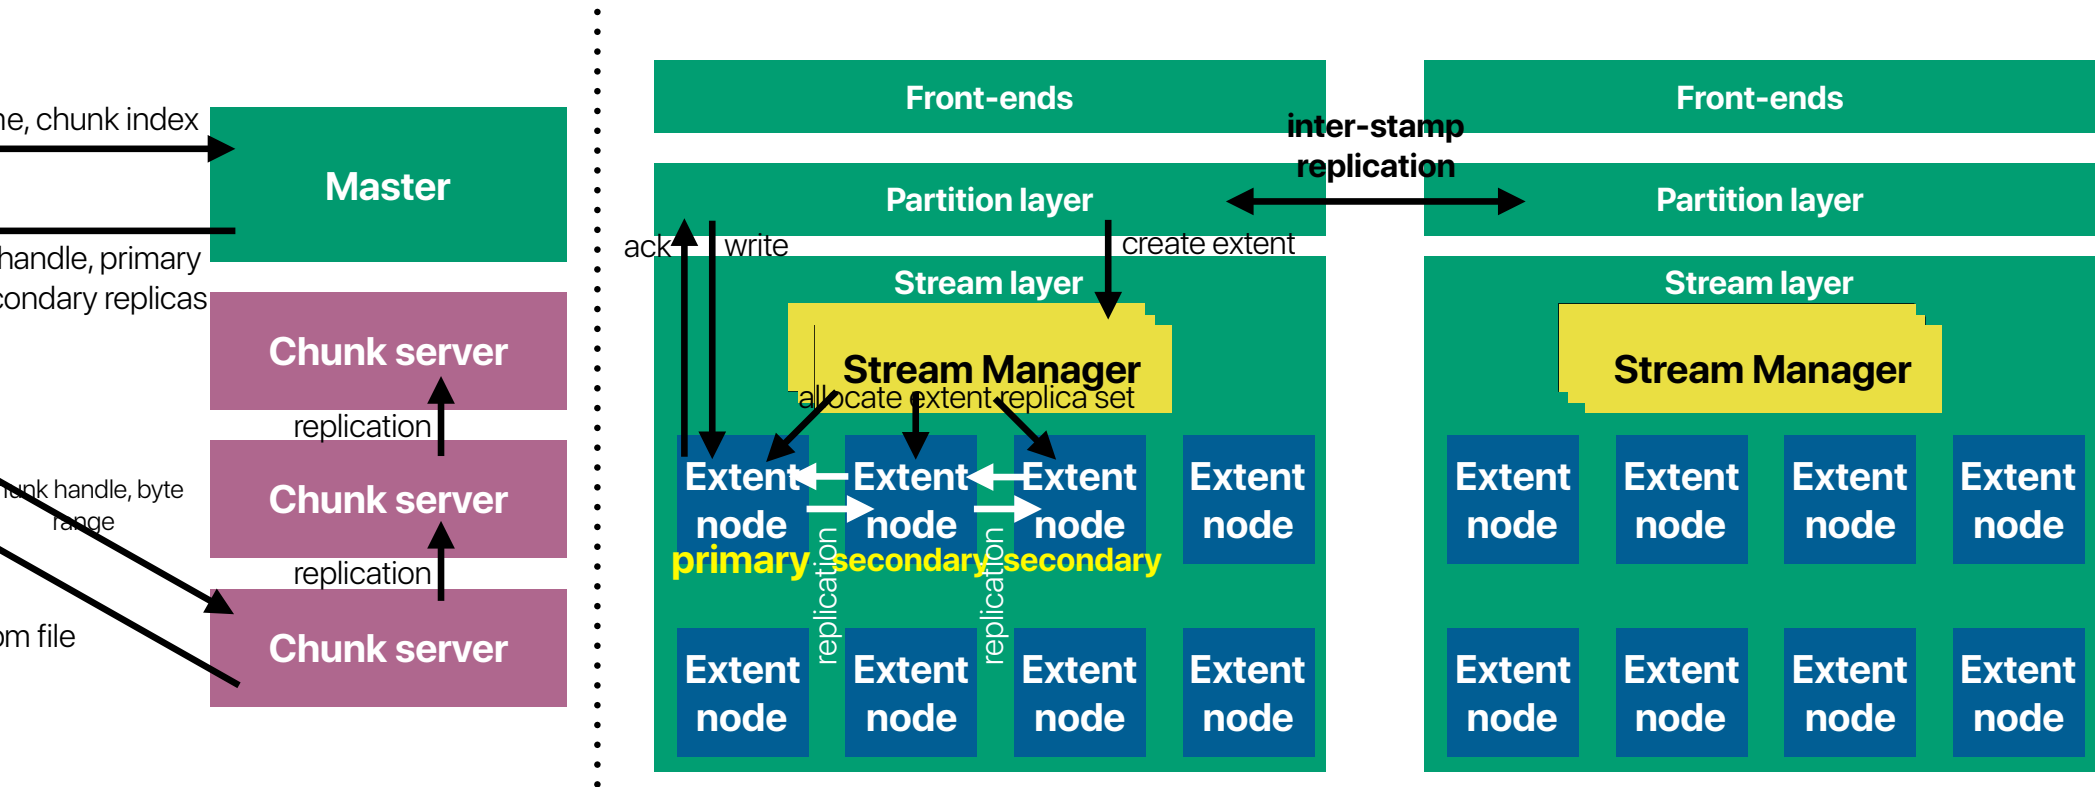 chunk index
Master
handle, primary
replicas
Chunk server
replication
Chunk server
handle, byte
range
replication
Chunk server
file
Front-ends
inter-stamp
replication
Partition layer
ack
write
create extent
Stream layer
Stream Manager
allocate extent replica set
Extent
node
primary
Extent
node
secondary
Extent
node
secondary
Extent
node
replication
replication
Extent
node
Extent
node
Extent
node
Extent
node
Front-ends
Partition layer
Stream layer
Stream Manager
Extent
node
Extent
node
Extent
node
Extent
node
Extent
node
Extent
node
Extent
node
Extent
node